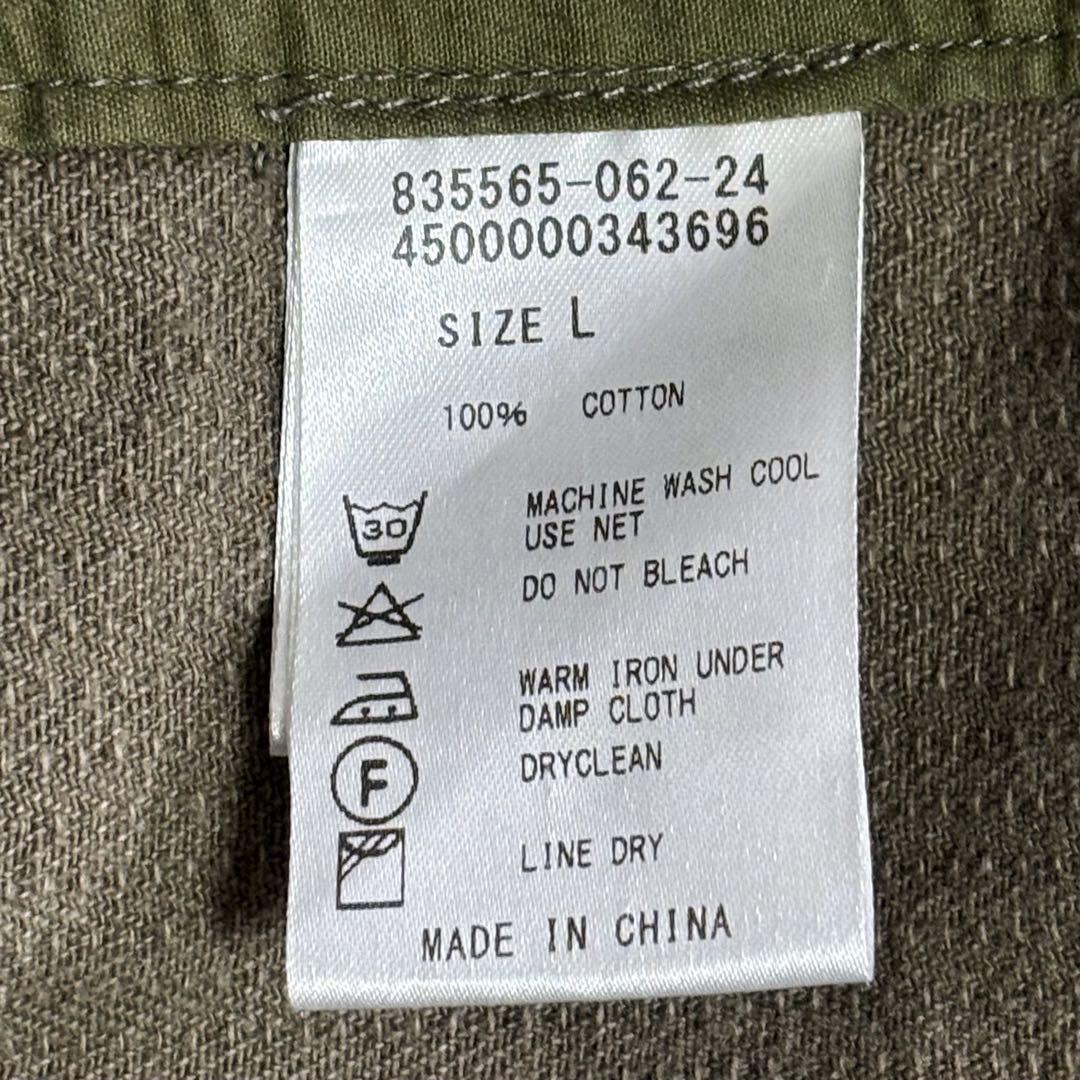 835565-062-24
4500000343696
SIZE L
100% COTTON
30
MACHINE WASH COOL
USE NET
DO NOT BLEACH
WARM IRON UNDER
DAMP CLOTH
F
DRYCLEAN
LINE DRY
MADE IN CHINA